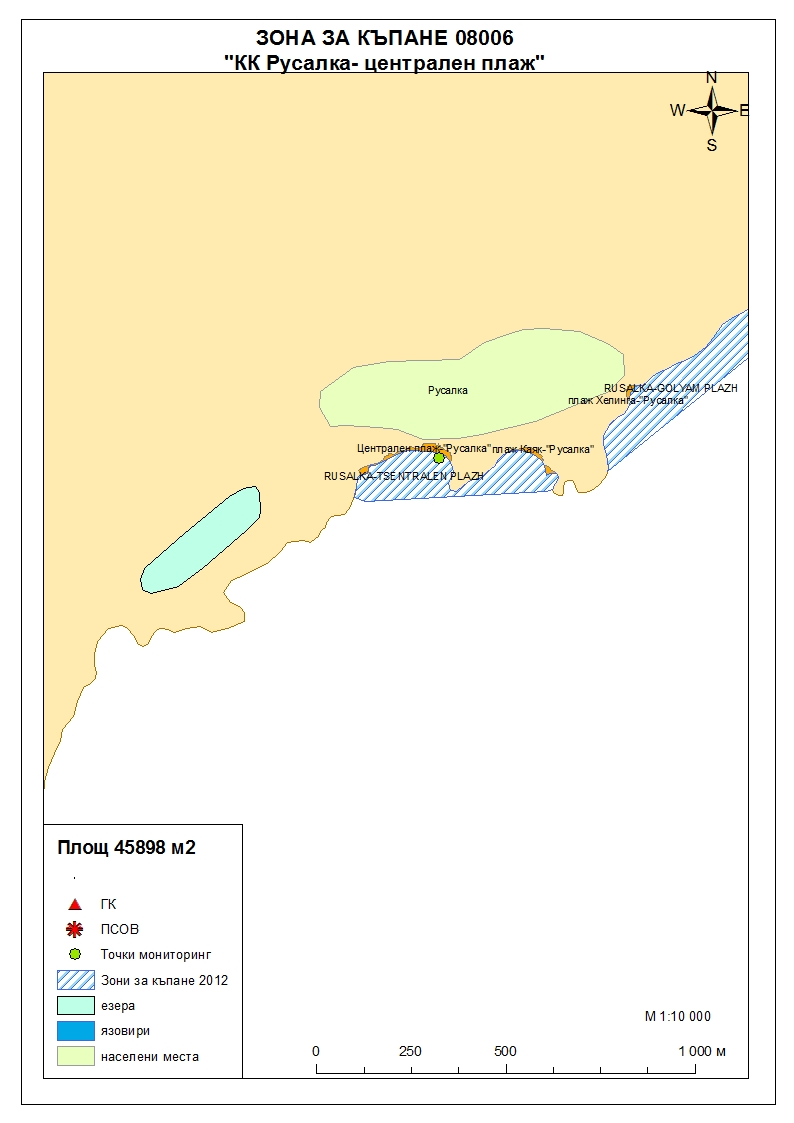 ЗОНА ЗА КЪПАНЕ 08006
"КК Русалка- централен плаж"
N
W E
S
Русалка
RUSALKA-GOLYAM PLAZH
плаж Хелинга-"Русалка"
Централен плаж-"Русалка"
плаж Каяк-"Русалка"
RUSALKA-TSENTRALEN PLAZH
Площ 45898 м2
ГК
ПСОВ
Точки мониторинг
Зони за къпане 2012
езера
язовири
населени места
М 1:10 000
0 250 500 1 000 м